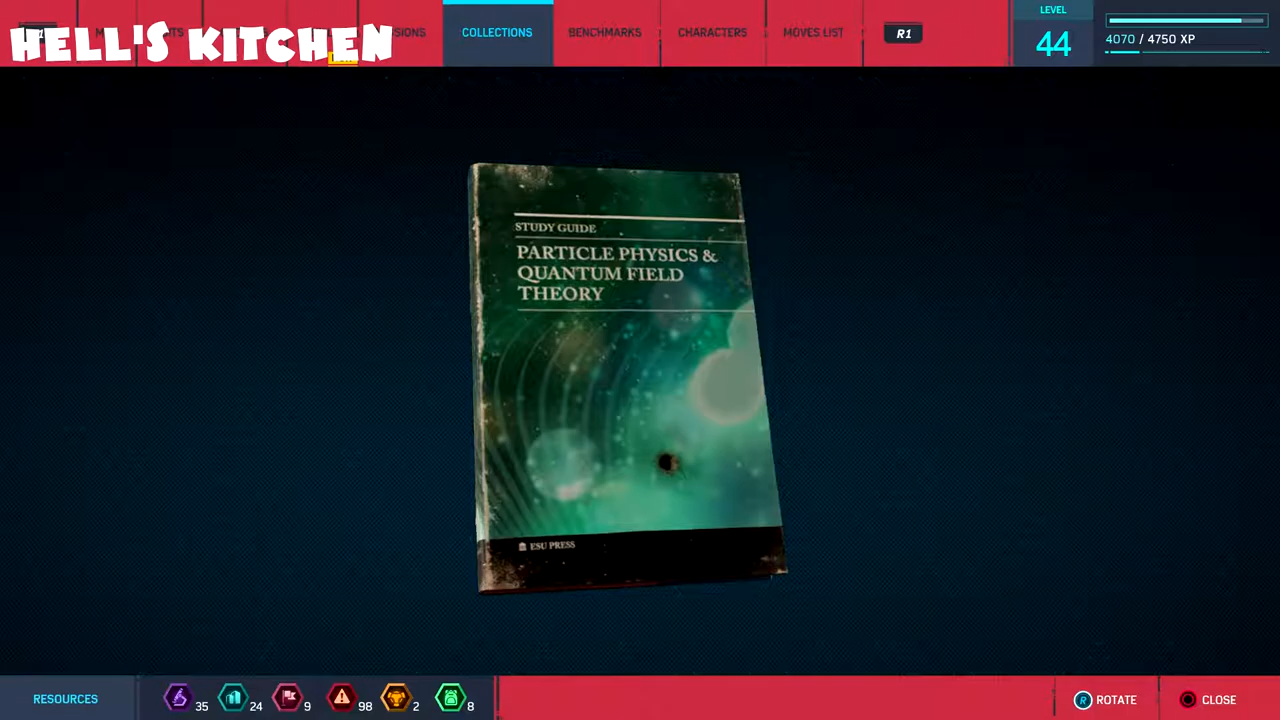 HELL'S KITCHEN
COLLECTIONS
BENCHMARKS
CHARACTERS
MOVES LIST
R1
LEVEL
44
4070 / 4750 XP
STUDY GUIDE
PARTICLE PHYSICS &
QUANTUM FIELD
THEORY
ESU PRESS
RESOURCES
35
24
9
98
2
8
R ROTATE
CLOSE